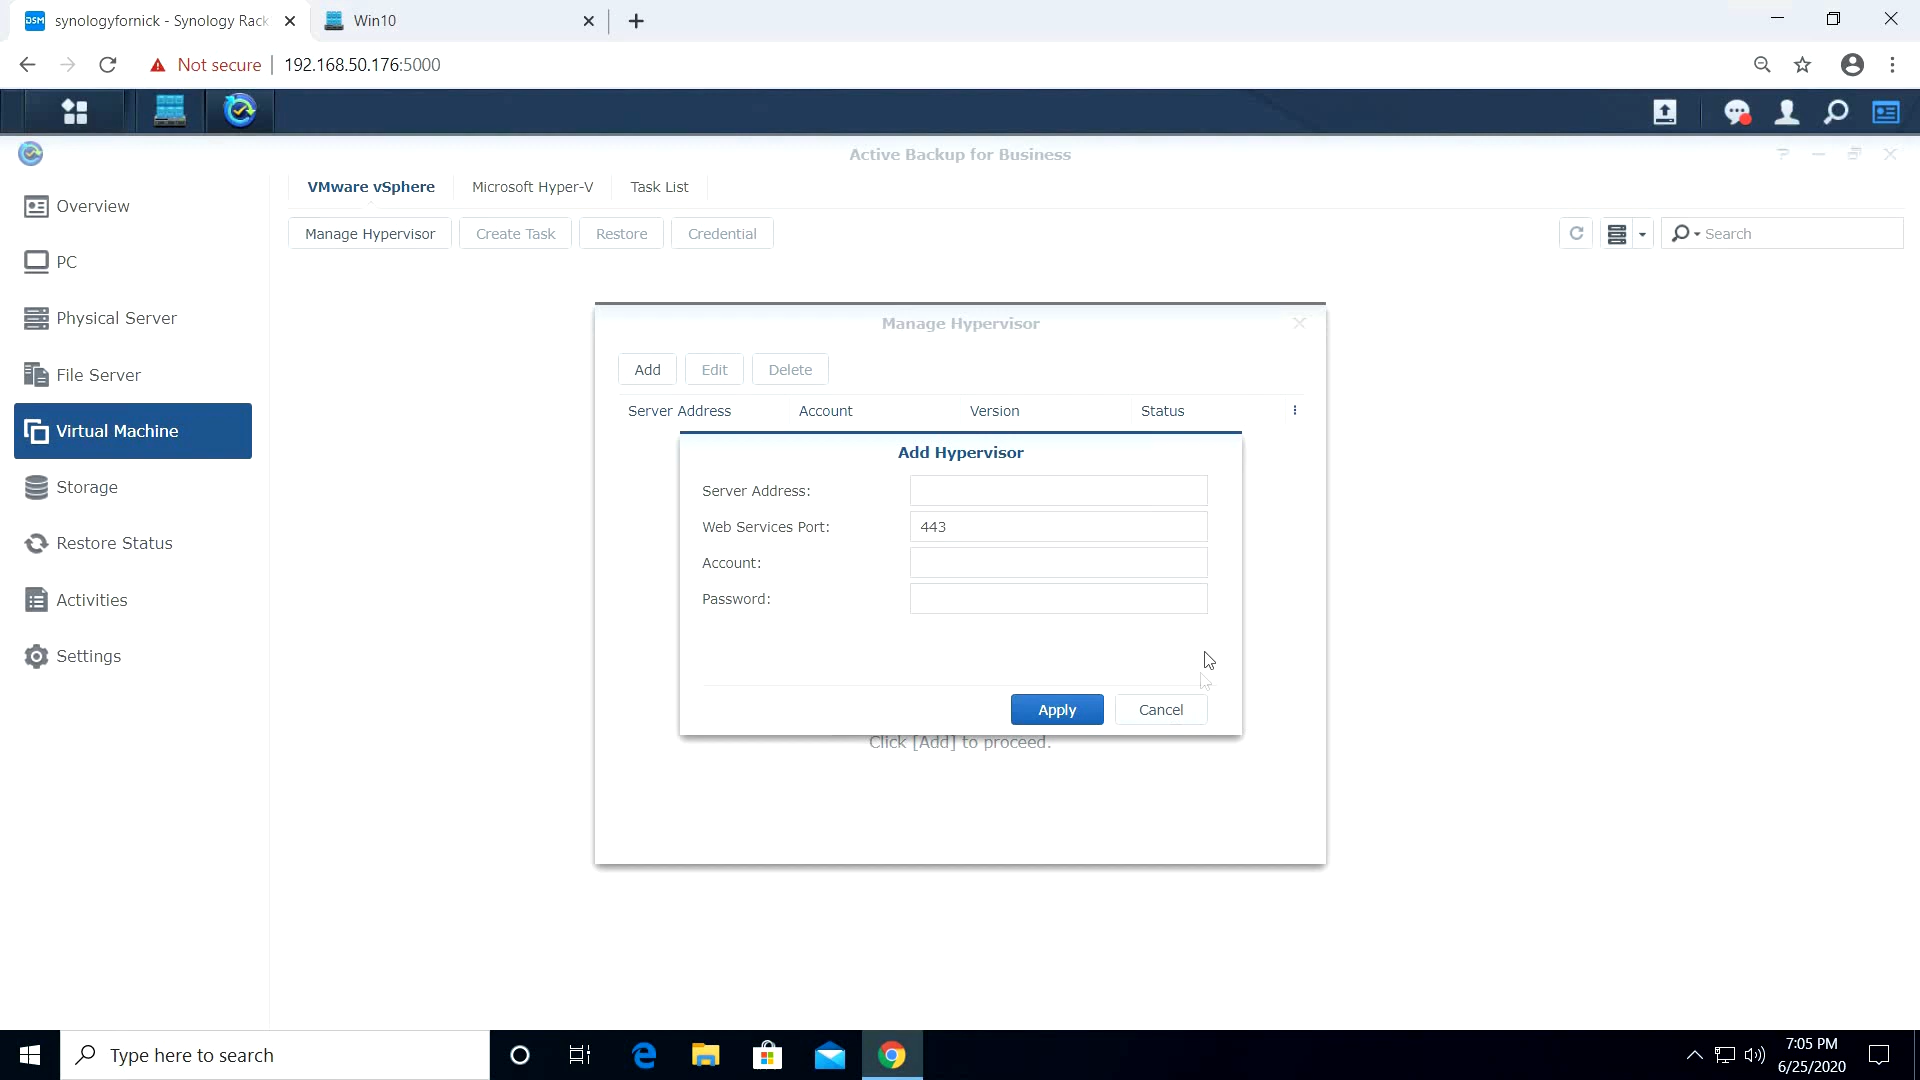 synologyfornick - Synology Rack
Win10
Not secure
192.168.50.176:5000
Active Backup for Business
Overview
PC
Physical Server
File Server
Virtual Machine
Storage
Restore Status
Activities
Settings
VMware vSphere
Microsoft Hyper-V
Task List
Manage Hypervisor
Create Task
Restore
Credential
Search
Manage Hypervisor
Add
Edit
Delete
Server Address
Account
Version
Status
Add Hypervisor
Server Address:
Web Services Port:
443
Account:
Password:
Apply
Cancel
Click [Add] to proceed.
Type here to search
7:05 PM
6/25/2020